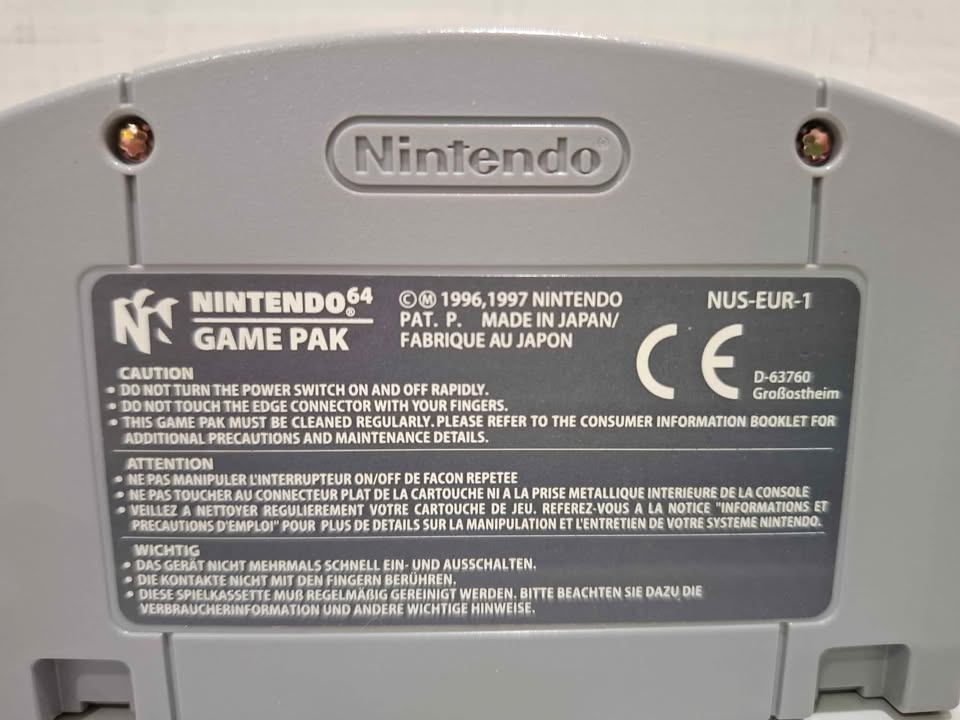 Nintendo®
NINTENDO64®
GAME PAK
©Ⓜ 1996,1997 NINTENDO
PAT. P. MADE IN JAPAN/
FABRIQUE AU JAPON
NUS-EUR-1
CE
D-63760
Großostheim
CAUTION
• DO NOT TURN THE POWER SWITCH ON AND OFF RAPIDLY.
• DO NOT TOUCH THE EDGE CONNECTOR WITH YOUR FINGERS.
• THIS GAME PAK MUST BE CLEANED REGULARLY. PLEASE REFER TO THE CONSUMER INFORMATION BOOKLET FOR
ADDITIONAL PRECAUTIONS AND MAINTENANCE DETAILS.
ATTENTION
• NE PAS MANIPULER L'INTERRUPTEUR ON/OFF DE FACON REPETEE
• NE PAS TOUCHER AU CONNECTEUR PLAT DE LA CARTOUCHE NI A LA PRISE METALLIQUE INTERIEURE DE LA CONSOLE
• VEILLEZ A NETTOYER REGULIEREMENT VOTRE CARTOUCHE DE JEU. REFEREZ-VOUS A LA NOTICE "INFORMATIONS ET
PRECAUTIONS D'EMPLOI" POUR PLUS DE DETAILS SUR LA MANIPULATION ET L'ENTRETIEN DE VOTRE SYSTEME NINTENDO.
WICHTIG
• DAS GERÄT NICHT MEHRMALS SCHNELL EIN- UND AUSSCHALTEN.
• DIE KONTAKTE NICHT MIT DEN FINGERN BERÜHREN.
• DIESE SPIELKASSETTE MUß REGELMÄßIG GEREINIGT WERDEN. BITTE BEACHTEN SIE DAZU DIE
VERBRAUCHERINFORMATION UND ANDERE WICHTIGE HINWEISE.